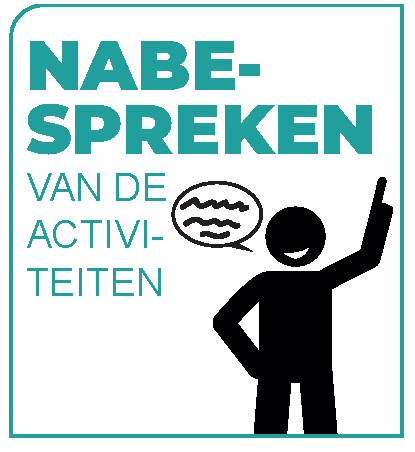 NABE-
SPREKEN
VAN DE
ACTIVI-
TEITEN